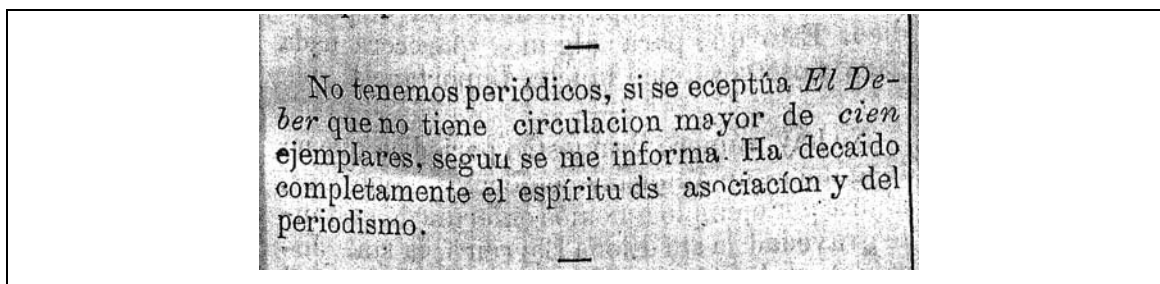 No tenemos periódicos, si se eceptúa El De-
ber que no tiene circulacion mayor de cien
ejemplares, segun se me informa. Ha decaido
completamente el espíritu ds asociacíon y del
periodismo.